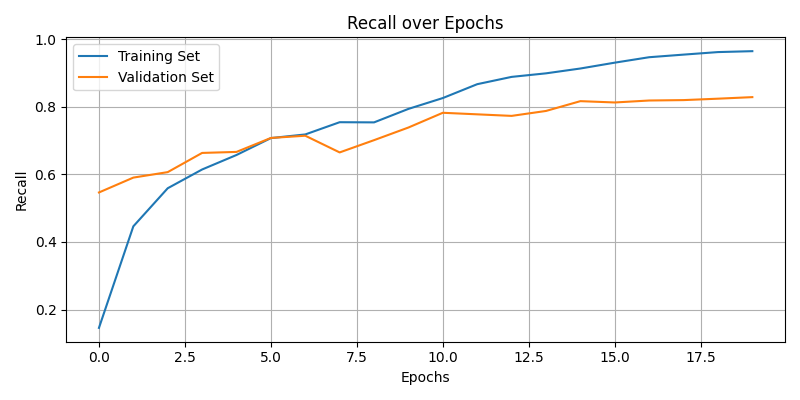 Recall over Epochs
Training Set
Validation Set
1.0
0.8
0.6
0.4
0.2
Recall
0.0 2.5 5.0 7.5 10.0 12.5 15.0 17.5
Epochs